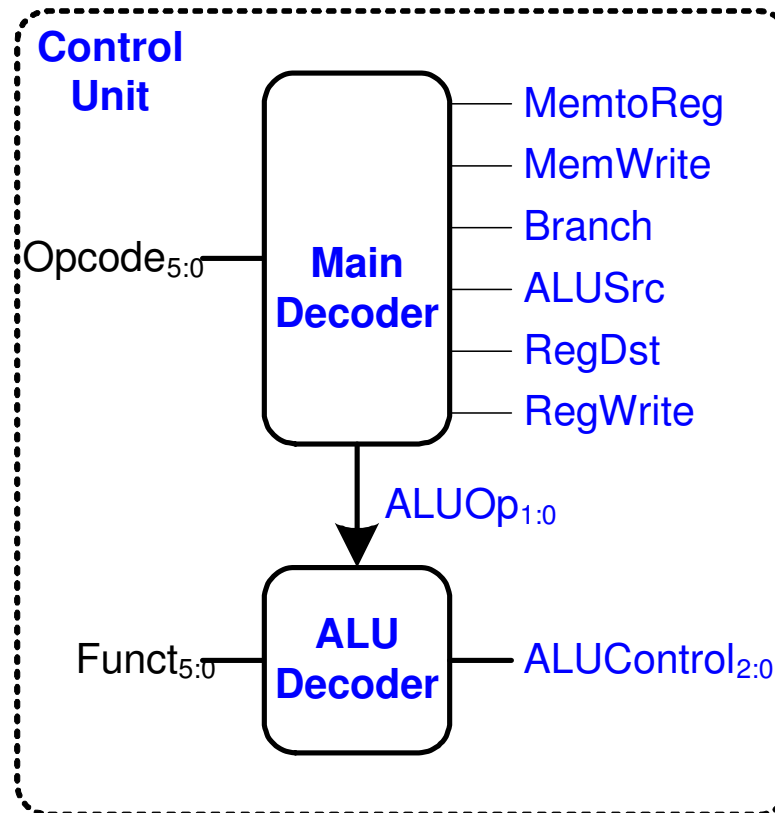 Control
Unit
MemtoReg
MemWrite
Branch
Opcode5:0
Main
Decoder
ALUSrc
RegDst
RegWrite
ALUOp1:0
Funct5:0
ALU
Decoder
ALUControl2:0